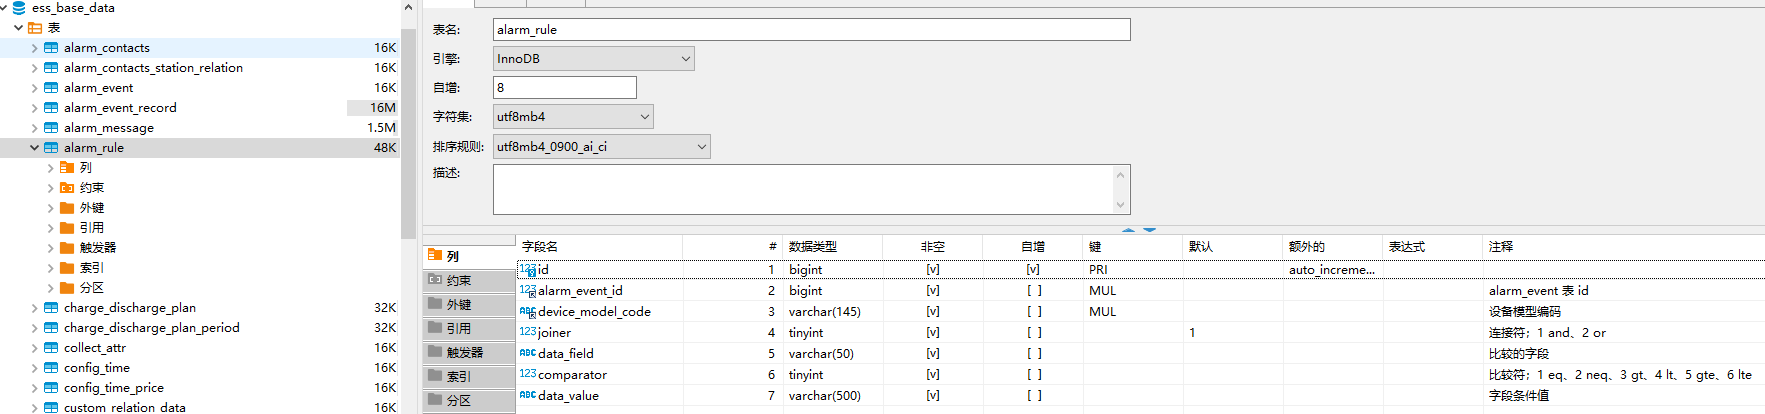 ess_base_data
表
alarm_contacts 16K
alarm_contacts_station_relation 16K
alarm_event 16K
alarm_event_record 16M
alarm_message 1.5M
alarm_rule 48K
列
约束
外键
引用
触发器
索引
分区
charge_discharge_plan 32K
charge_discharge_plan_period 32K
collect_attr 16K
config_time 16K
config_time_price 16K
custom_relation_data 16K
表名: alarm_rule
引擎: InnoDB
自增: 8
字符集: utf8mb4
排序规则: utf8mb4_0900_ai_ci
描述:
列
约束
外键
引用
触发器
索引
分区
字段名 # 数据类型 非空 自增 键 默认 额外的 表达式 注释
123 id 1 bigint [v] [v] PRI auto_increme...
123 alarm_event_id 2 bigint [v] [ ] MUL alarm_event 表 id
ABC device_model_code 3 varchar(145) [v] [ ] MUL 设备模型编码
123 joiner 4 tinyint [v] [ ] 1 连接符；1 and、2 or
ABC data_field 5 varchar(50) [v] [ ] 比较的字段
123 comparator 6 tinyint [v] [ ] 比较符；1 eq、2 neq、3 gt、4 lt、5 gte、6 lte
ABC data_value 7 varchar(500) [v] [ ] 字段条件值